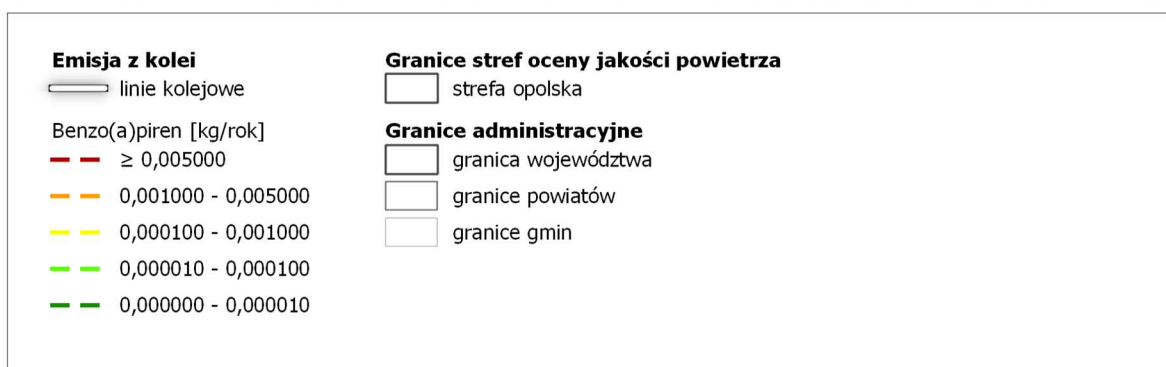 Emisja z kolei
linie kolejowe
Benzo(a)piren [kg/rok]
≥ 0,005000
0,001000 - 0,005000
0,000100 - 0,001000
0,000010 - 0,000100
0,000000 - 0,000010
Granice stref oceny jakości powietrza
strefa opolska
Granice administracyjne
granica województwa
granice powiatów
granice gmin